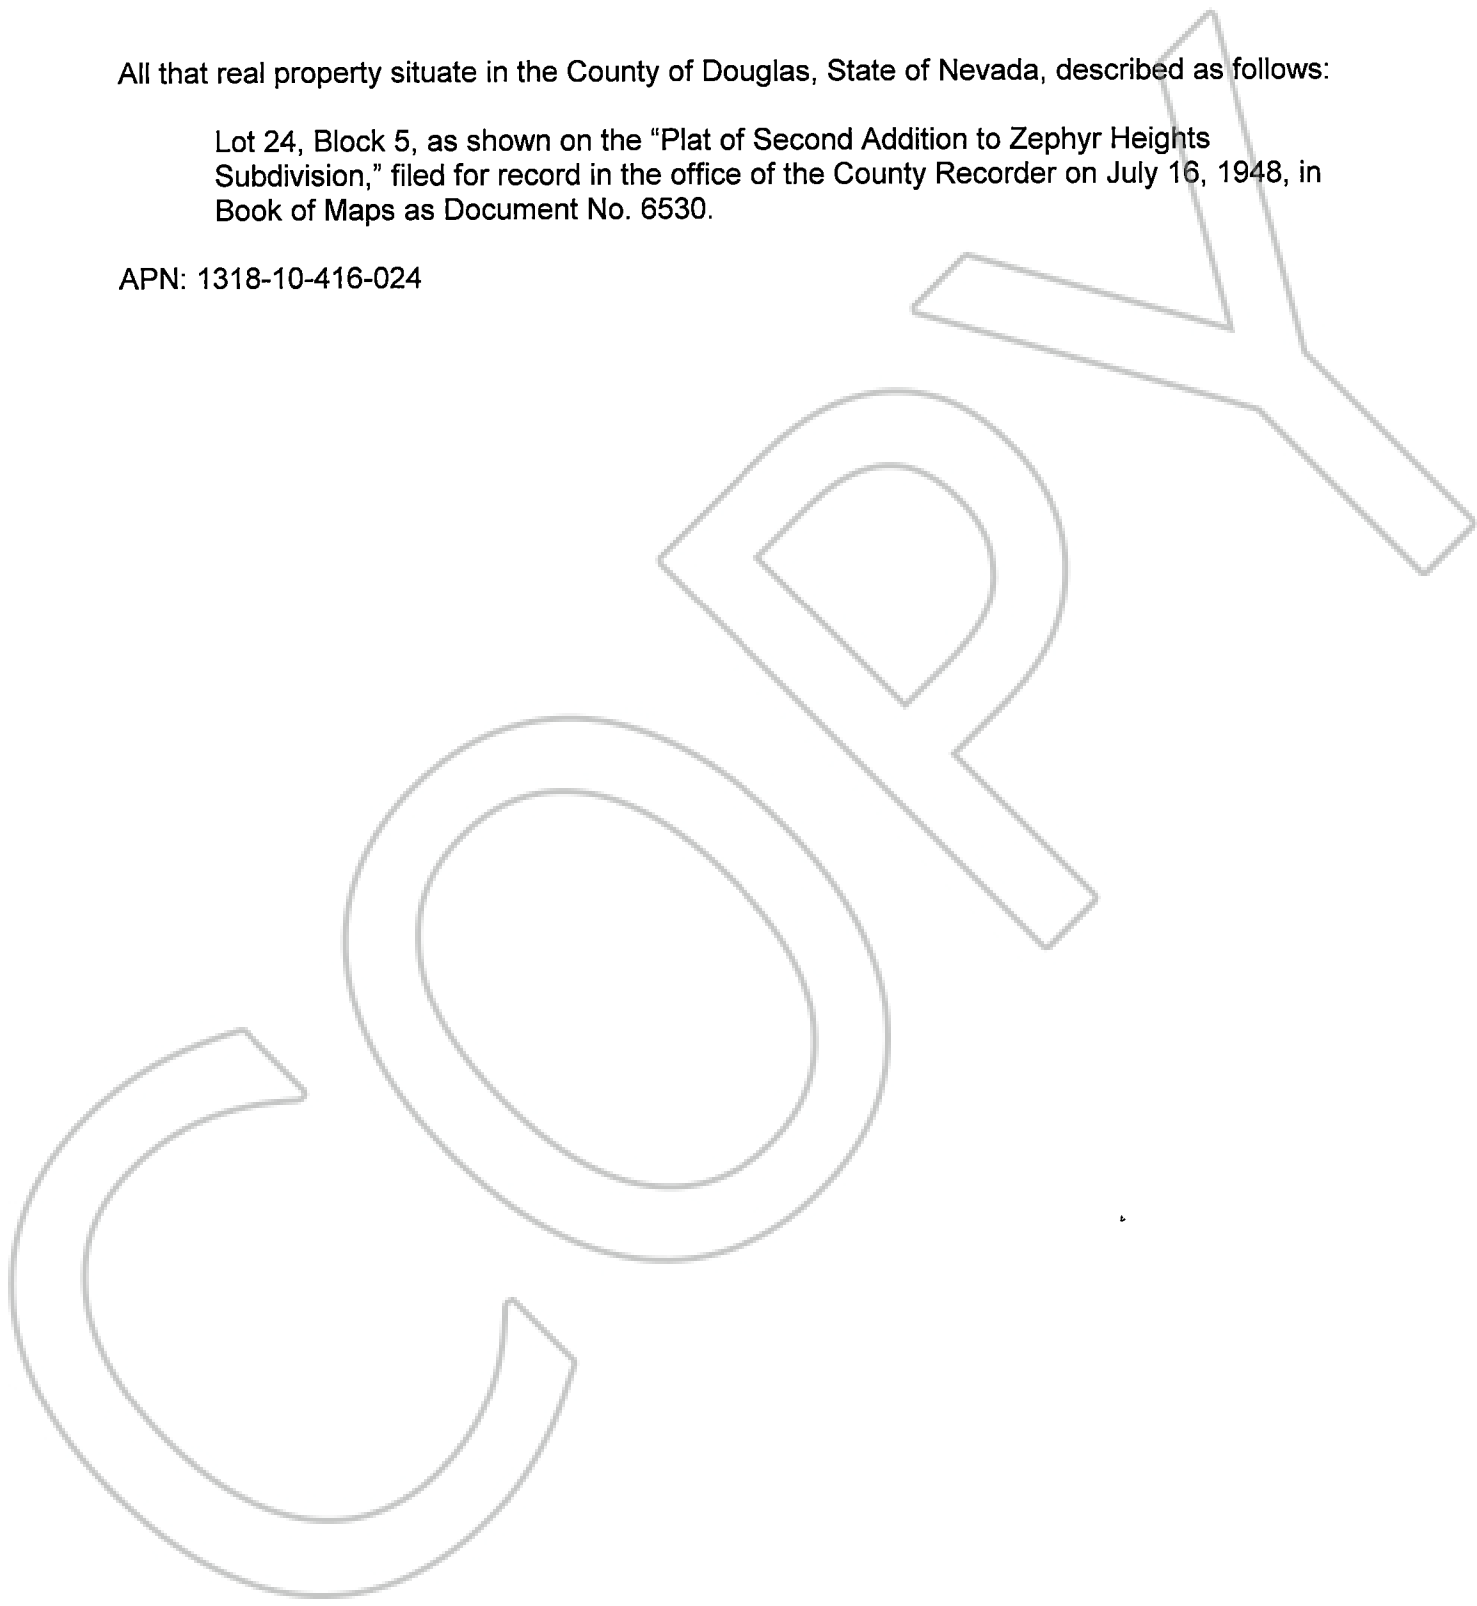 All that real property situate in the County of Douglas, State of Nevada, described as follows:
Lot 24, Block 5, as shown on the “Plat of Second Addition to Zephyr Heights
Subdivision,” filed for record in the office of the County Recorder on July 16, 1948, in
Book of Maps as Document No. 6530.
APN: 1318-10-416-024
COPY